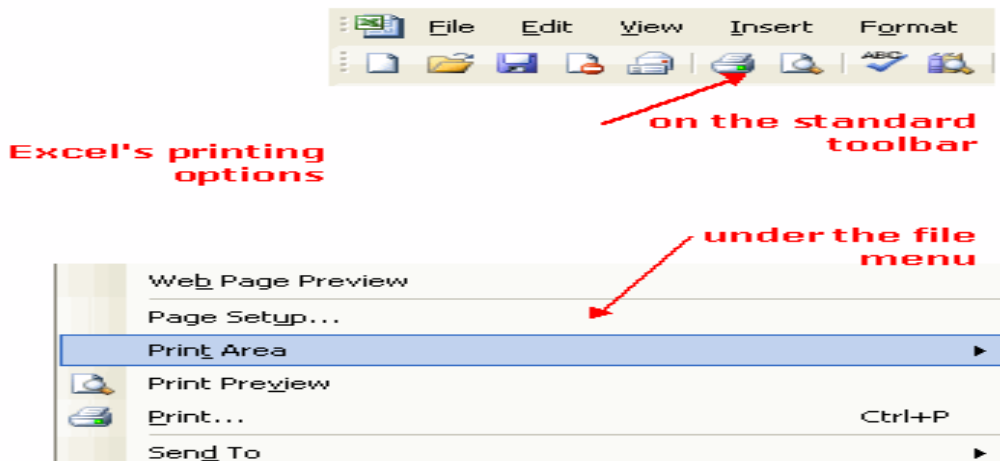 File Edit View Insert Format
ABC
on the standard
toolbar
Excel's printing
options
under the file
menu
Web Page Preview
Page Setup...
Print Area
Print Preview
Print... Ctrl+P
Send To